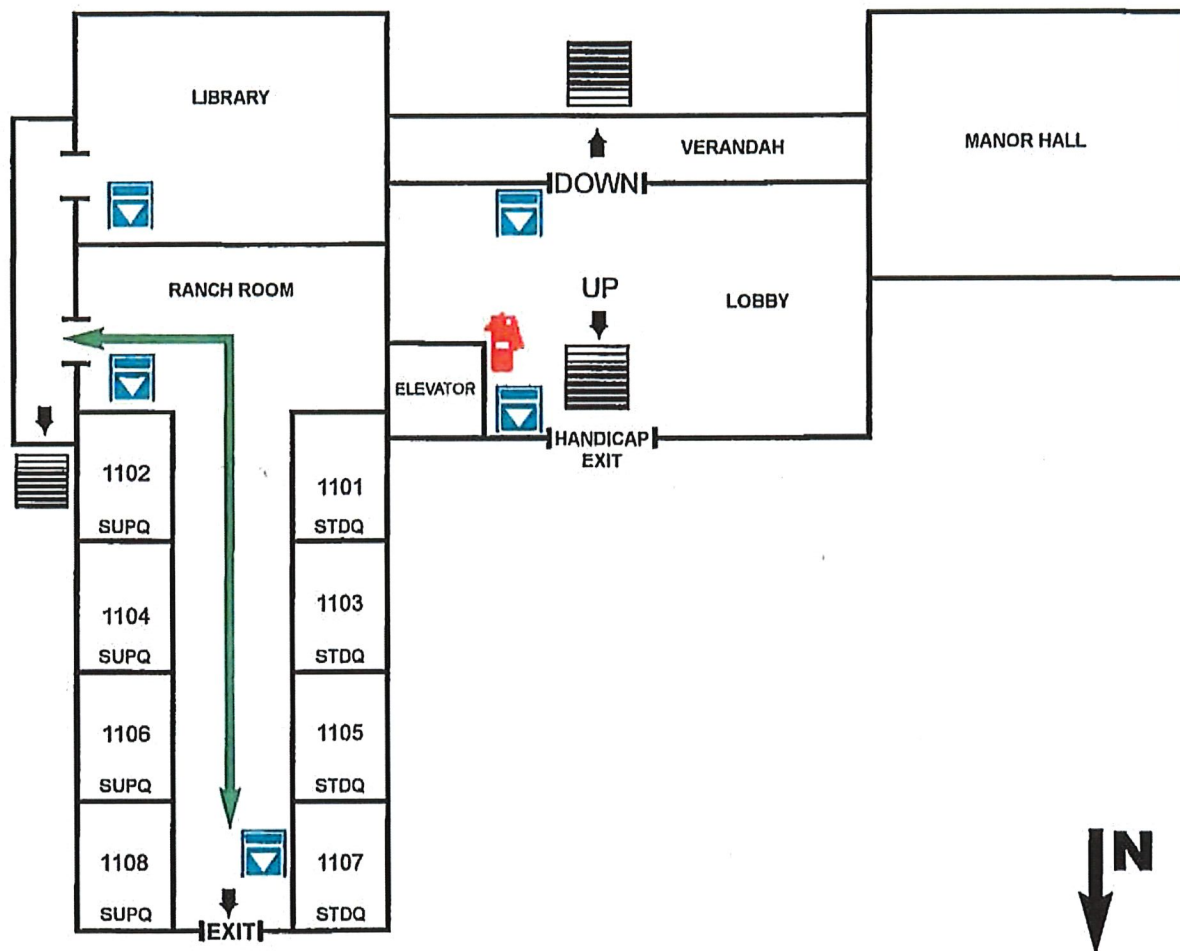 LIBRARY
VERANDAH
MANOR HALL
DOWN
RANCH ROOM
UP
LOBBY
ELEVATOR
HANDICAP
EXIT
1102
SUPQ
1101
STDQ
1104
SUPQ
1103
STDQ
1106
SUPQ
1105
STDQ
1108
SUPQ
1107
STDQ
EXIT
N